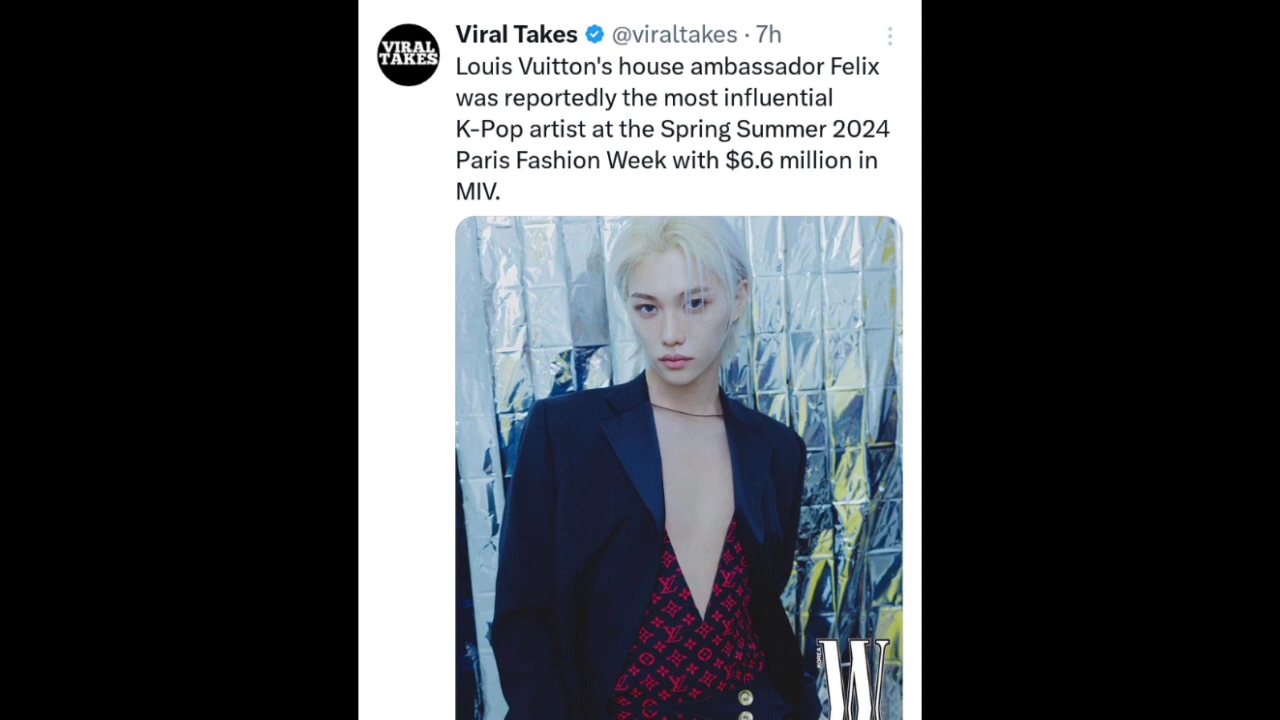 VIRAL
TAKES
Viral Takes @viraltakes · 7h
Louis Vuitton's house ambassador Felix
was reportedly the most influential
K-Pop artist at the Spring Summer 2024
Paris Fashion Week with $6.6 million in
MIV.
KOREA
W